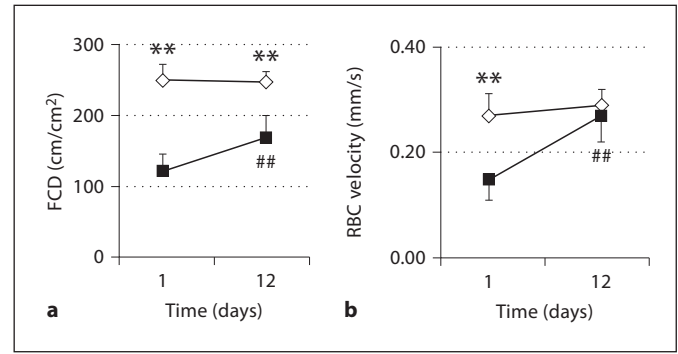 300
200
100
0
FCD (cm/cm²)
**
**
##
1
12
Time (days)
a
0.40
0.20
0.00
RBC velocity (mm/s)
**
##
1
12
Time (days)
b